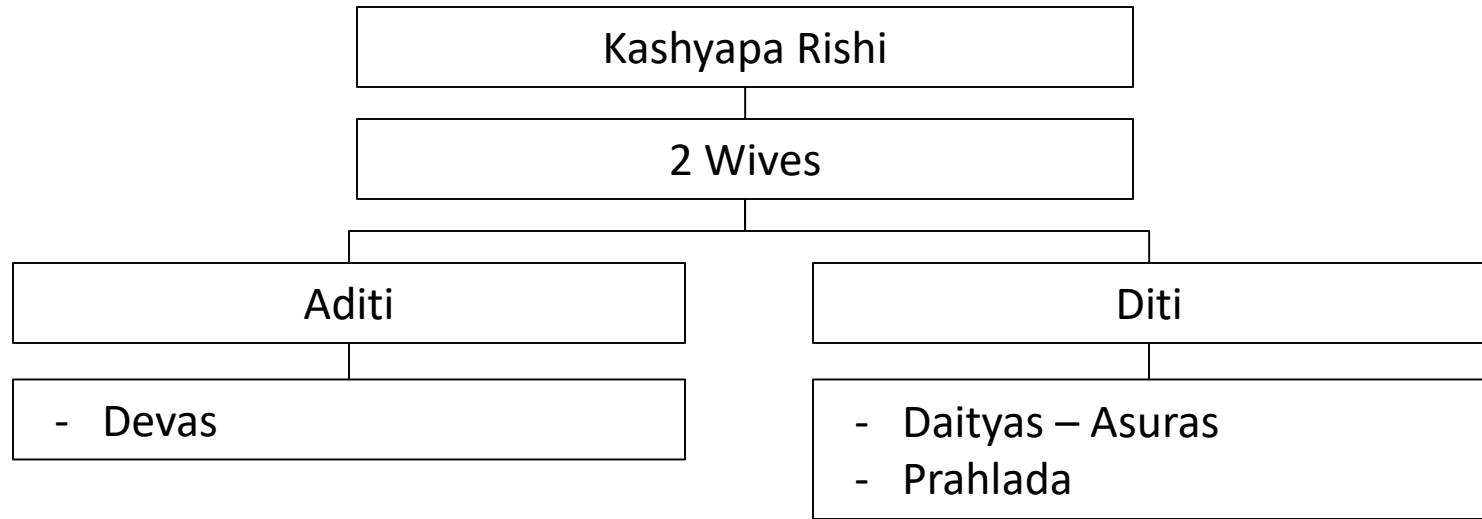 Kashyapa Rishi
2 Wives
Aditi
Diti
- Devas
- Daityas – Asuras
- Prahlada